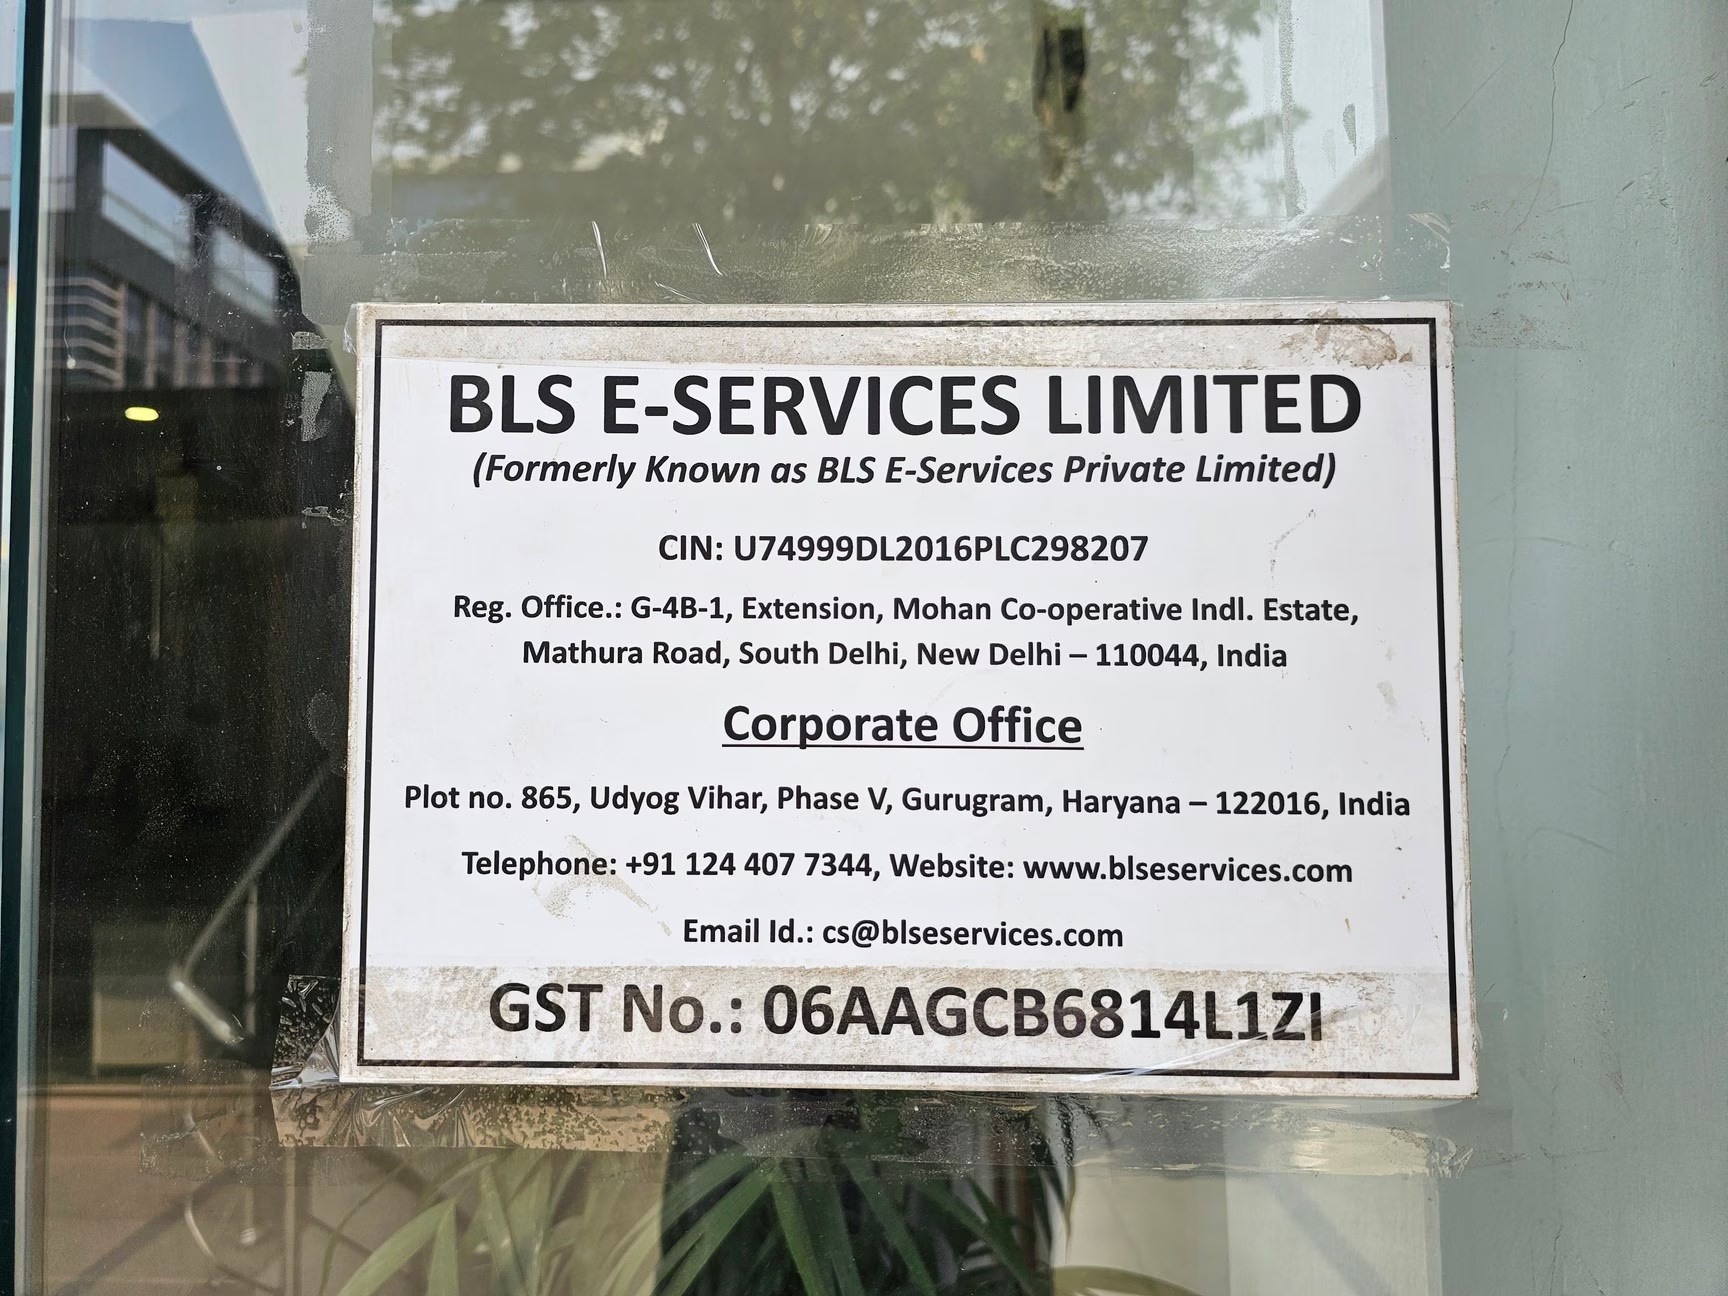 BLS E-SERVICES LIMITED
(Formerly Known as BLS E-Services Private Limited)
CIN: U74999DL2016PLC298207
Reg. Office.: G-4B-1, Extension, Mohan Co-operative Indl. Estate,
Mathura Road, South Delhi, New Delhi – 110044, India
Corporate Office
Plot no. 865, Udyog Vihar, Phase V, Gurugram, Haryana – 122016, India
Telephone: +91 124 407 7344, Website: www.blseservices.com
Email Id.: cs@blseservices.com
GST No.: 06AAGCB6814L1ZI